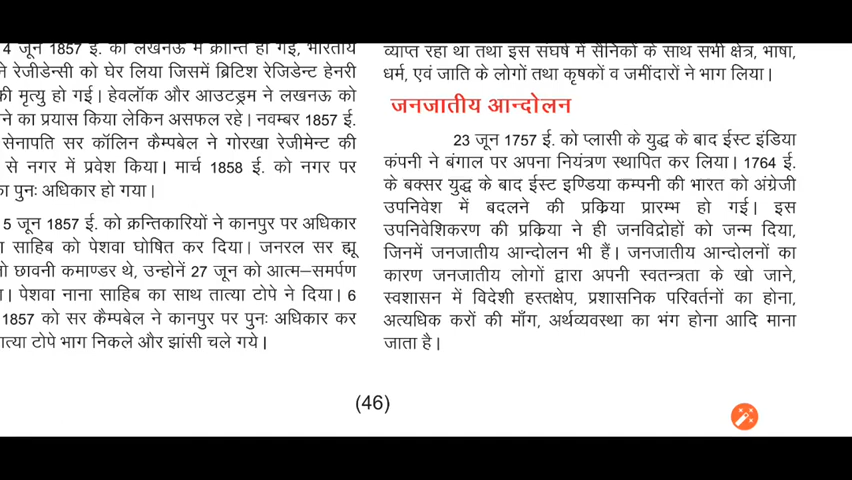 4 जून 1857 ई. को लखनऊ में क्रान्ति हो गई, भारतीय
ने रेजीडेन्सी को घेर लिया जिसमें ब्रिटिश रेजिडेन्ट हेनरी
की मृत्यु हो गई। हेवलॉक और आउटड्रम ने लखनऊ को
ने का प्रयास किया लेकिन असफल रहे। नवम्बर 1857 ई.
सेनापति सर कॉलिन कैम्पबेल ने गोरखा रेजीमेन्ट की
से नगर में प्रवेश किया। मार्च 1858 ई. को नगर पर
का पुनः अधिकार हो गया।
5 जून 1857 ई. को क्रन्तिकारियों ने कानपुर पर अधिकार
ा साहिब को पेशवा घोषित कर दिया। जनरल सर ह्यू
जो छावनी कमाण्डर थे, उन्होनें 27 जून को आत्म–समर्पण
ा। पेशवा नाना साहिब का साथ तात्या टोपे ने दिया। 6
1857 को सर कैम्पबेल ने कानपुर पर पुनः अधिकार कर
तात्या टोपे भाग निकले और झांसी चले गये।
व्याप्त रहा था तथा इस संघर्ष में सैनिकों के साथ सभी क्षेत्र, भाषा,
धर्म, एवं जाति के लोगों तथा कृषकों व जमींदारों ने भाग लिया।
जनजातीय आन्दोलन
23 जून 1757 ई. को प्लासी के युद्ध के बाद ईस्ट इंडिया
कंपनी ने बंगाल पर अपना नियंत्रण स्थापित कर लिया। 1764 ई.
के बक्सर युद्ध के बाद ईस्ट इण्डिया कम्पनी की भारत को अंग्रेजी
उपनिवेश में बदलने की प्रक्रिया प्रारम्भ हो गई। इस
उपनिवेशिकरण की प्रक्रिया ने ही जनविद्रोहों को जन्म दिया,
जिनमें जनजातीय आन्दोलन भी हैं। जनजातीय आन्दोलनों का
कारण जनजातीय लोगों द्वारा अपनी स्वतन्त्रता के खो जाने,
स्वशासन में विदेशी हस्तक्षेप, प्रशासनिक परिवर्तनों का होना,
अत्यधिक करों की माँग, अर्थव्यवस्था का भंग होना आदि माना
जाता है।
(46)